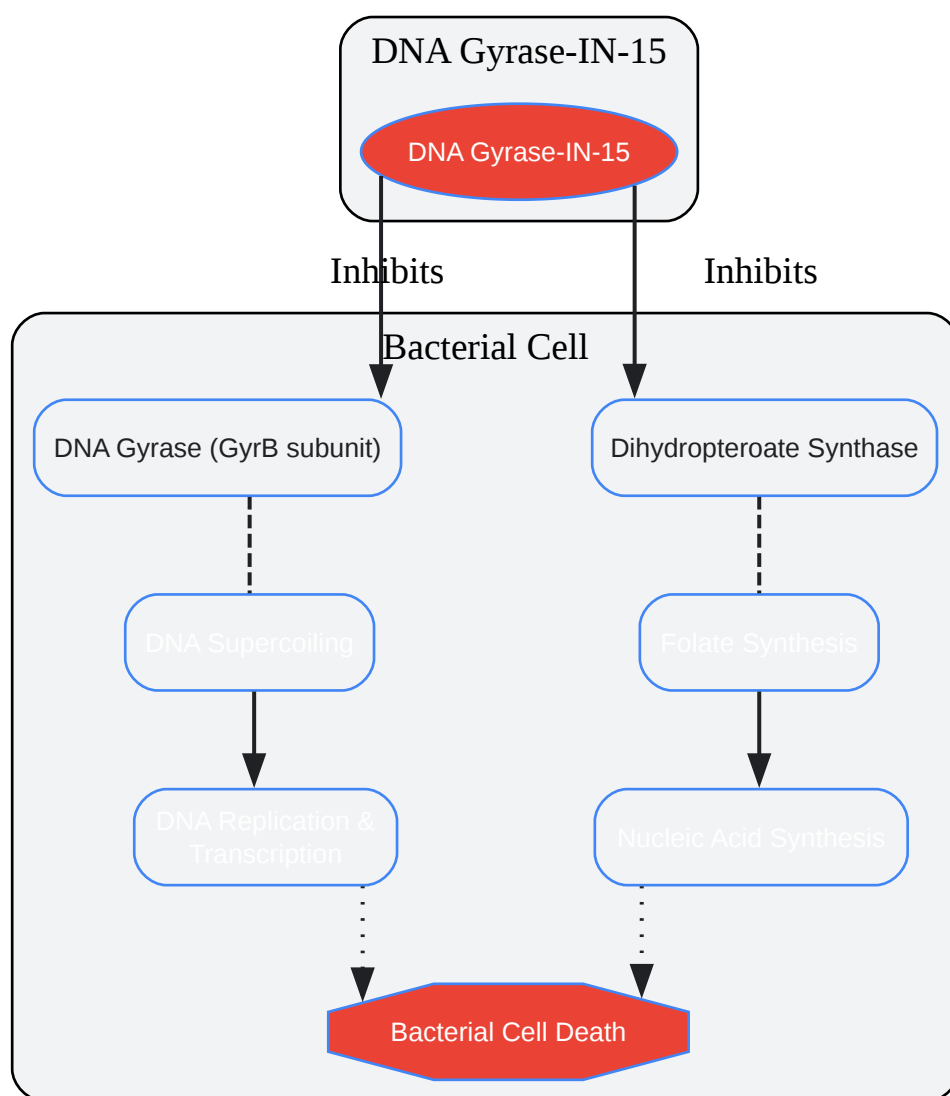 DNA Gyrase-IN-15
DNA Gyrase-IN-15
Inhibits
Inhibits
Bacterial Cell
DNA Gyrase (GyrB subunit)
Dihydropteroate Synthase
DNA Supercoiling
Folate Synthesis
DNA Replication &
Transcription
Nucleic Acid Synthesis
Bacterial Cell Death